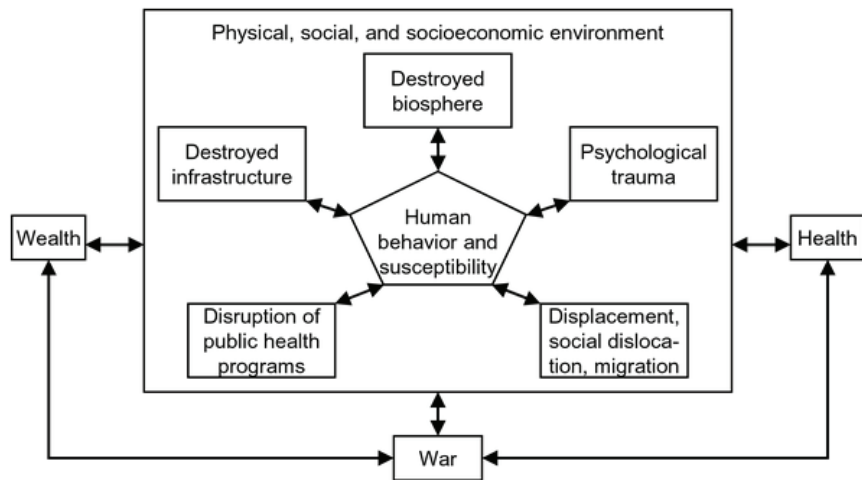 Physical, social, and socioeconomic environment
Destroyed
biosphere
Destroyed
infrastructure
Psychological
trauma
Wealth
Human
behavior and
susceptibility
Health
Disruption of
public health
programs
Displacement,
social disloca-
tion, migration
War